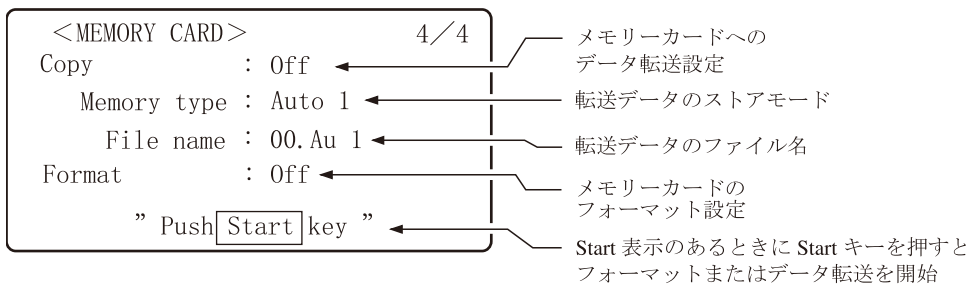 ＜MEMORY CARD＞ 4／4
Copy : Off
Memory type : Auto 1
File name : 00.Au 1
Format : Off
” Push Start key ”
メモリーカードへの
データ転送設定
転送データのストアモード
転送データのファイル名
メモリーカードの
フォーマット設定
Start 表示のあるときに Start キーを押すと
フォーマットまたはデータ転送を開始